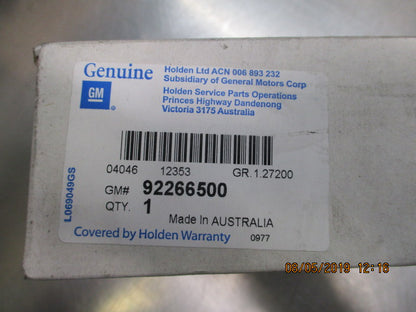 Genuine
GM
Holden Ltd ACN 006 893 232
Subsidiary of General Motors Corp
Holden Service Parts Operations
Princes Highway Dandenong
Victoria 3175 Australia
04046 12353 GR. 1.27200
GM# 92266500
QTY. 1
Made In AUSTRALIA
Covered by Holden Warranty 0977
L069049GS
06/05/2019 12:16